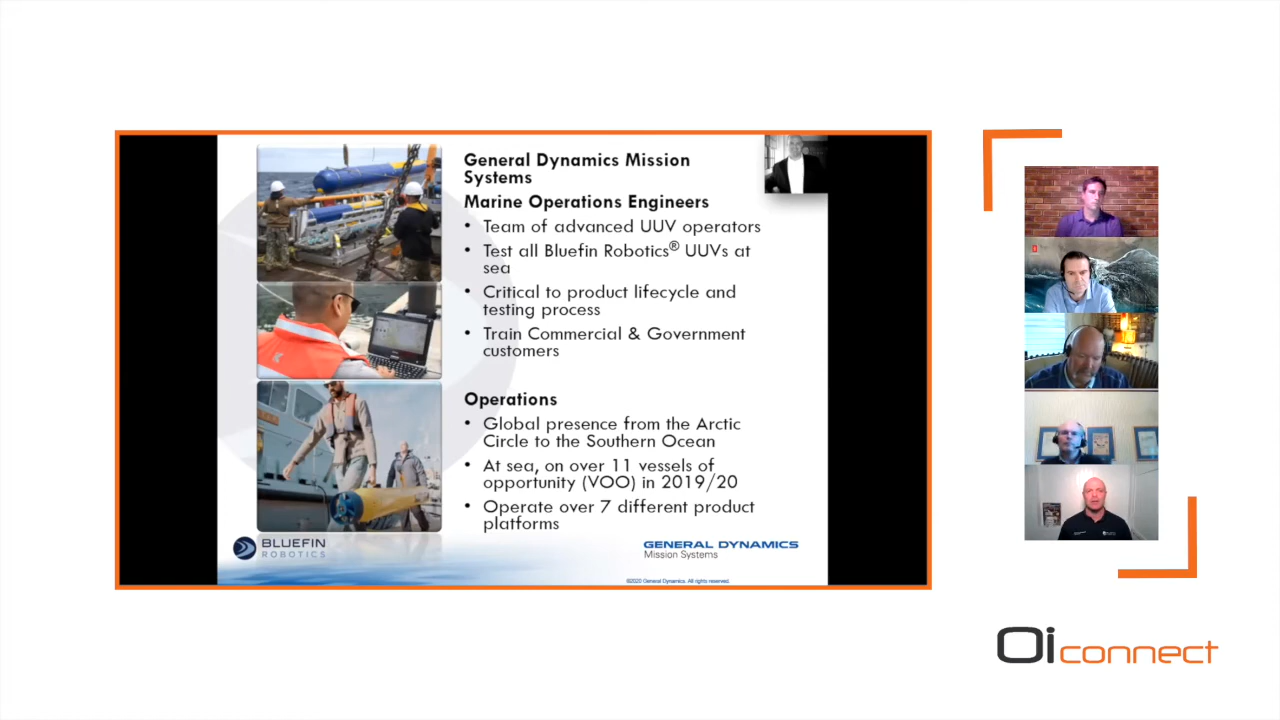 General Dynamics Mission
Systems
Marine Operations Engineers
• Team of advanced UUV operators
• Test all Bluefin Robotics® UUVs at
sea
• Critical to product lifecycle and
testing process
• Train Commercial & Government
customers
Operations
• Global presence from the Arctic
Circle to the Southern Ocean
• At sea, on over 11 vessels of
opportunity (VOO) in 2019/20
• Operate over 7 different product
platforms
BLUEFIN
ROBOTICS
GENERAL DYNAMICS
Mission Systems
©2020 General Dynamics. All rights reserved.
Oi connect